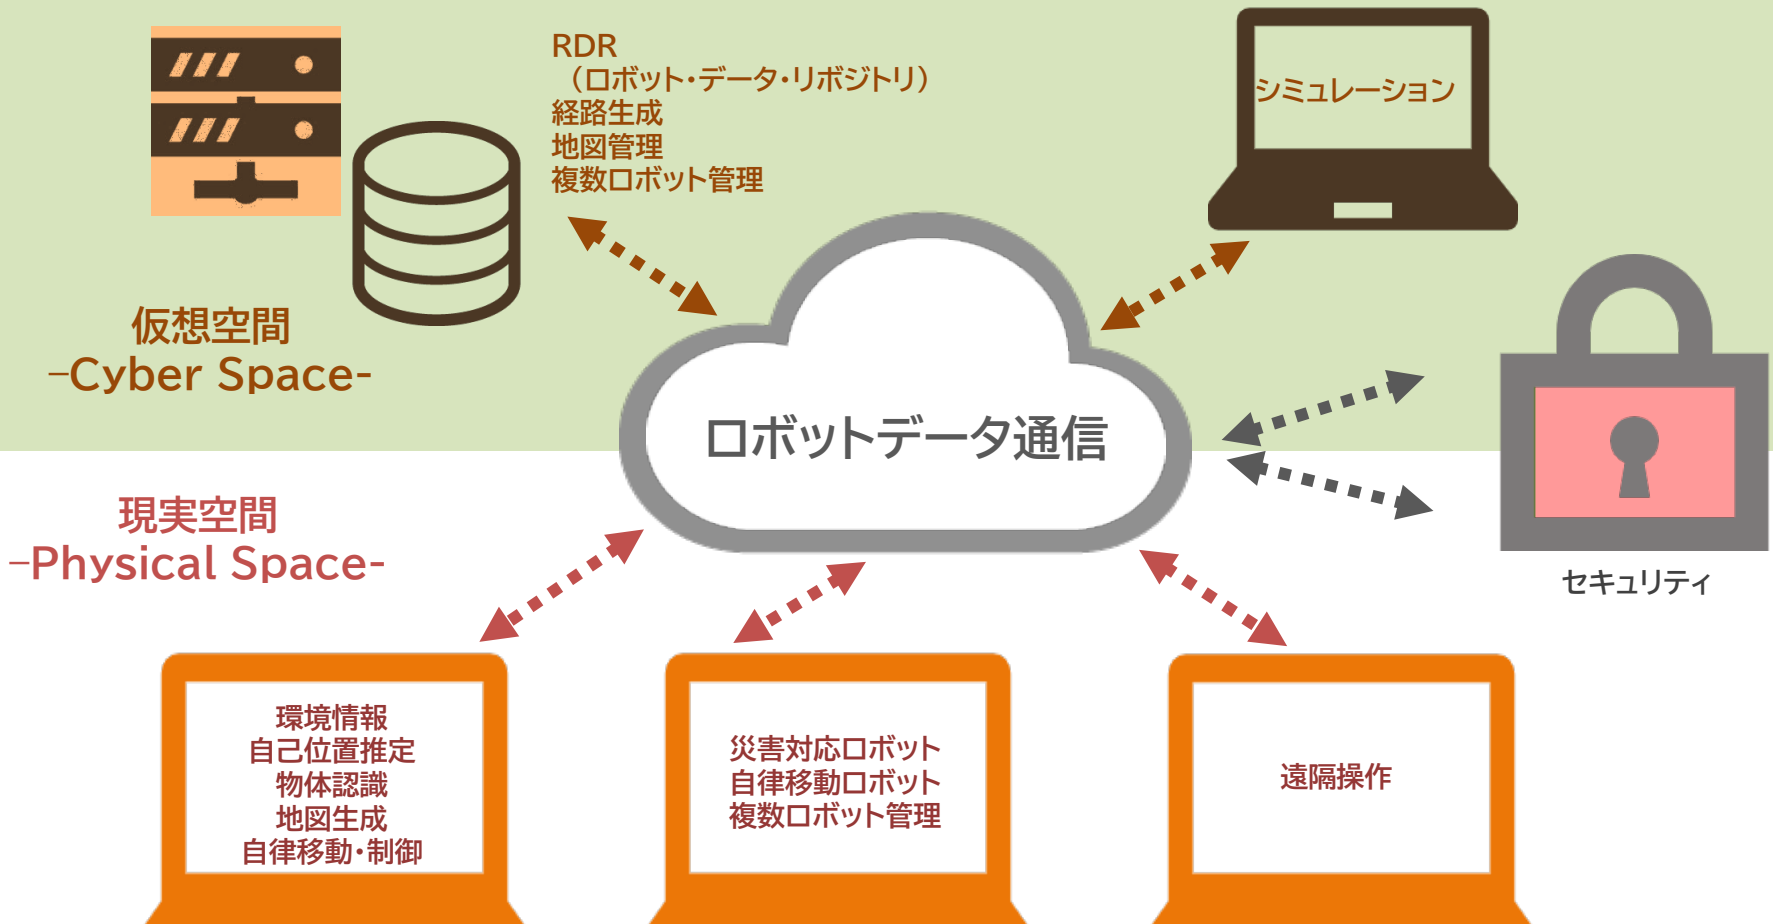 RDR
（ロボット・データ・リポジトリ）
経路生成
地図管理
複数ロボット管理
シミュレーション
仮想空間
–Cyber Space-
ロボットデータ通信
現実空間
–Physical Space-
セキュリティ
環境情報
自己位置推定
物体認識
地図生成
自律移動・制御
災害対応ロボット
自律移動ロボット
複数ロボット管理
遠隔操作